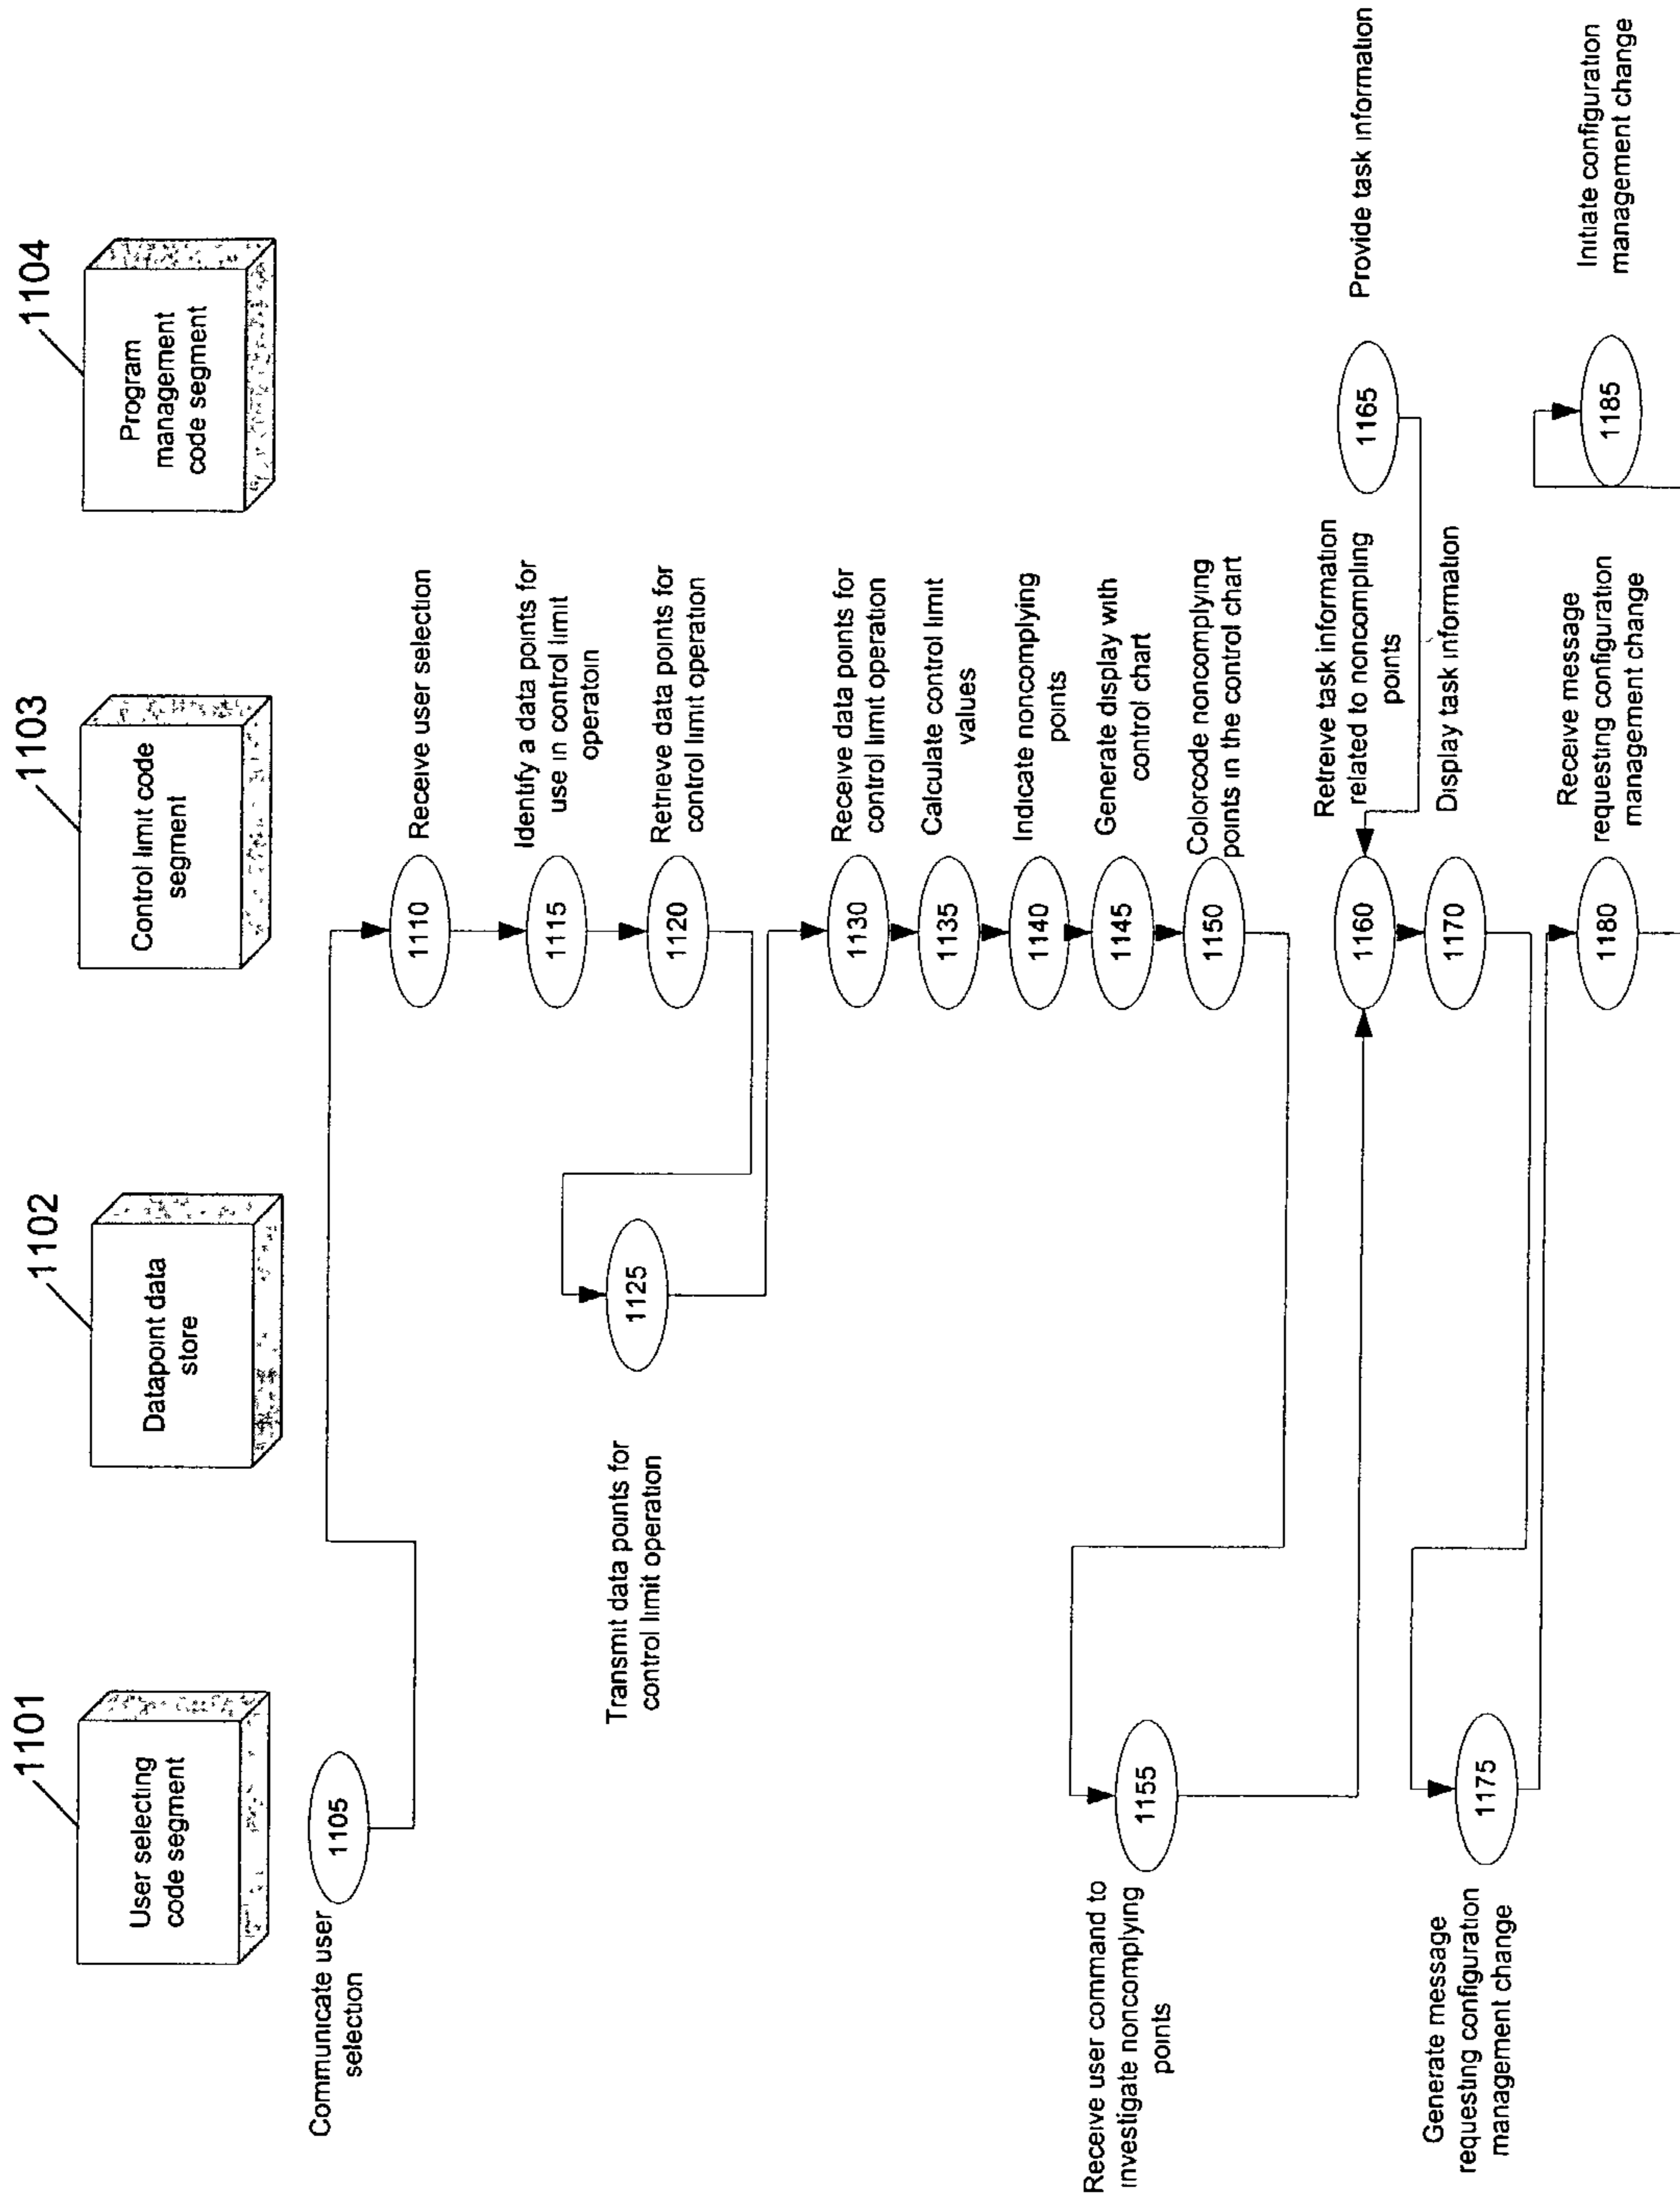 1101
User selecting
code segment
1102
Datapoint data
store
1103
Control limit code
segment
1104
Program
management
code segment
1105
Communicate user
selection
1110
Receive user selection
1115
Identify a data points for
use in control limit
operatoin
1120
Retrieve data points for
control limit operation
1125
Transmit data points for
control limit operation
1130
Receive data points for
control limit operation
1135
Calculate control limit
values
1140
Indicate noncomplying
points
1145
Generate display with
control chart
1150
Colorcode noncomplying
points in the control chart
1155
Receive user command to
investigate noncomplying
points
1160
Retreive task information
related to noncompling
points
1165
Provide task information
1170
Display task information
1175
Generate message
requesting configuration
management change
1180
Receive message
requesting configuration
management change
1185
Initiate configuration
management change